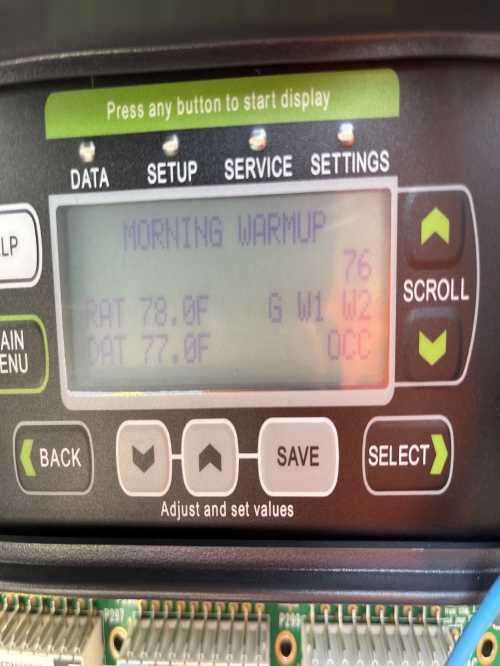 Press any button to start display
DATA SETUP SERVICE SETTINGS
MORNING WARMUP
76
RAT 78.0F G W1 W2
DAT 77.0F OCC
LP
AIN
ENU
SCROLL
BACK
SAVE
SELECT
Adjust and set values
P297